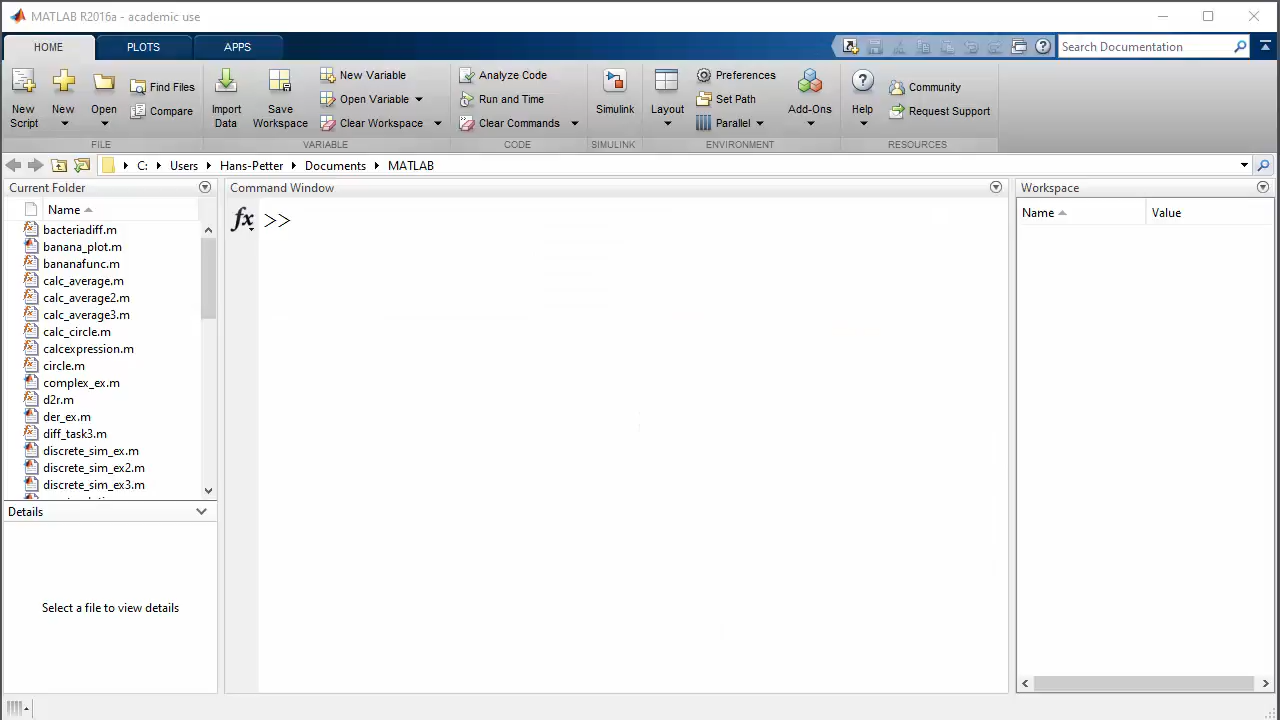 MATLAB R2016a - academic use
HOME PLOTS APPS
Search Documentation
New Script
New
Open
Find Files
Compare
FILE
Import Data
Save Workspace
New Variable
Open Variable
Clear Workspace
VARIABLE
Analyze Code
Run and Time
Clear Commands
CODE
Simulink
SIMULINK
Layout
Preferences
Set Path
Parallel
Add-Ons
ENVIRONMENT
Help
Community
Request Support
RESOURCES
C: Users Hans-Petter Documents MATLAB
Current Folder
Name
bacteriadiff.m
banana_plot.m
bananafunc.m
calc_average.m
calc_average2.m
calc_average3.m
calc_circle.m
calcexpression.m
circle.m
complex_ex.m
d2r.m
der_ex.m
diff_task3.m
discrete_sim_ex.m
discrete_sim_ex2.m
discrete_sim_ex3.m
Details
Select a file to view details
Command Window
fx >>
Workspace
Name Value